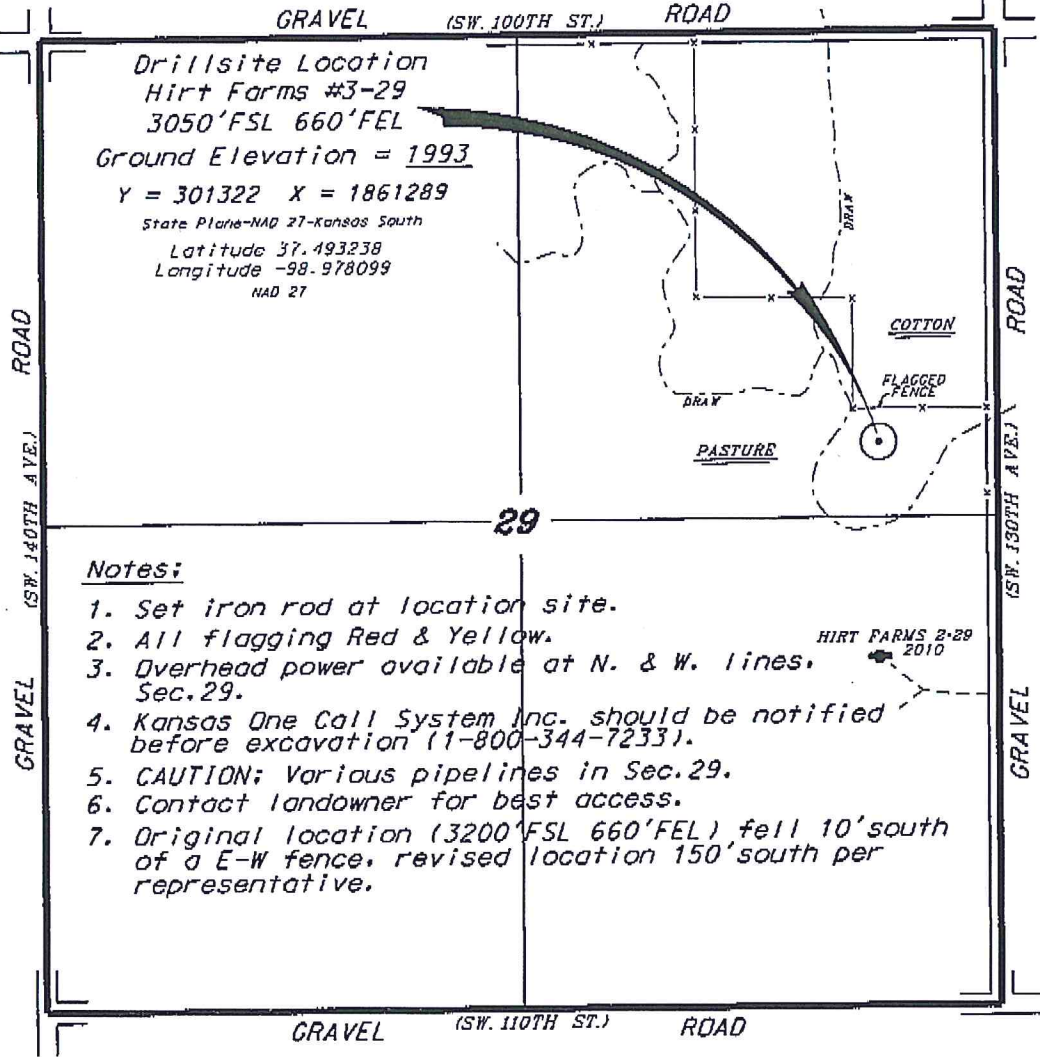 GRAVEL (SW. 100TH ST.) ROAD
Drillsite Location
Hirt Farms #3-29
3050'FSL 660'FEL
Ground Elevation = 1993
Y = 301322 X = 1861289
State Plane-NAD 27-Kansas South
Latitude 37.493238
Longitude -98.978099
NAD 27
DRAW
COTTON
FLAGGED
FENCE
DRAW
PASTURE
GRAVEL (SW. 140TH AVE.) ROAD
GRAVEL (SW. 130TH AVE.) ROAD
29
Notes:
1. Set iron rod at location site.
2. All flagging Red & Yellow.
3. Overhead power available at N. & W. lines.
Sec.29.
HIRT FARMS 2-29
2010
4. Kansas One Call System Inc. should be notified
before excavation (1-800-344-7233).
5. CAUTION: Various pipelines in Sec.29.
6. Contact landowner for best access.
7. Original location (3200'FSL 660'FEL) fell 10'south
of a E-W fence, revised location 150'south per
representative.
GRAVEL (SW. 110TH ST.) ROAD